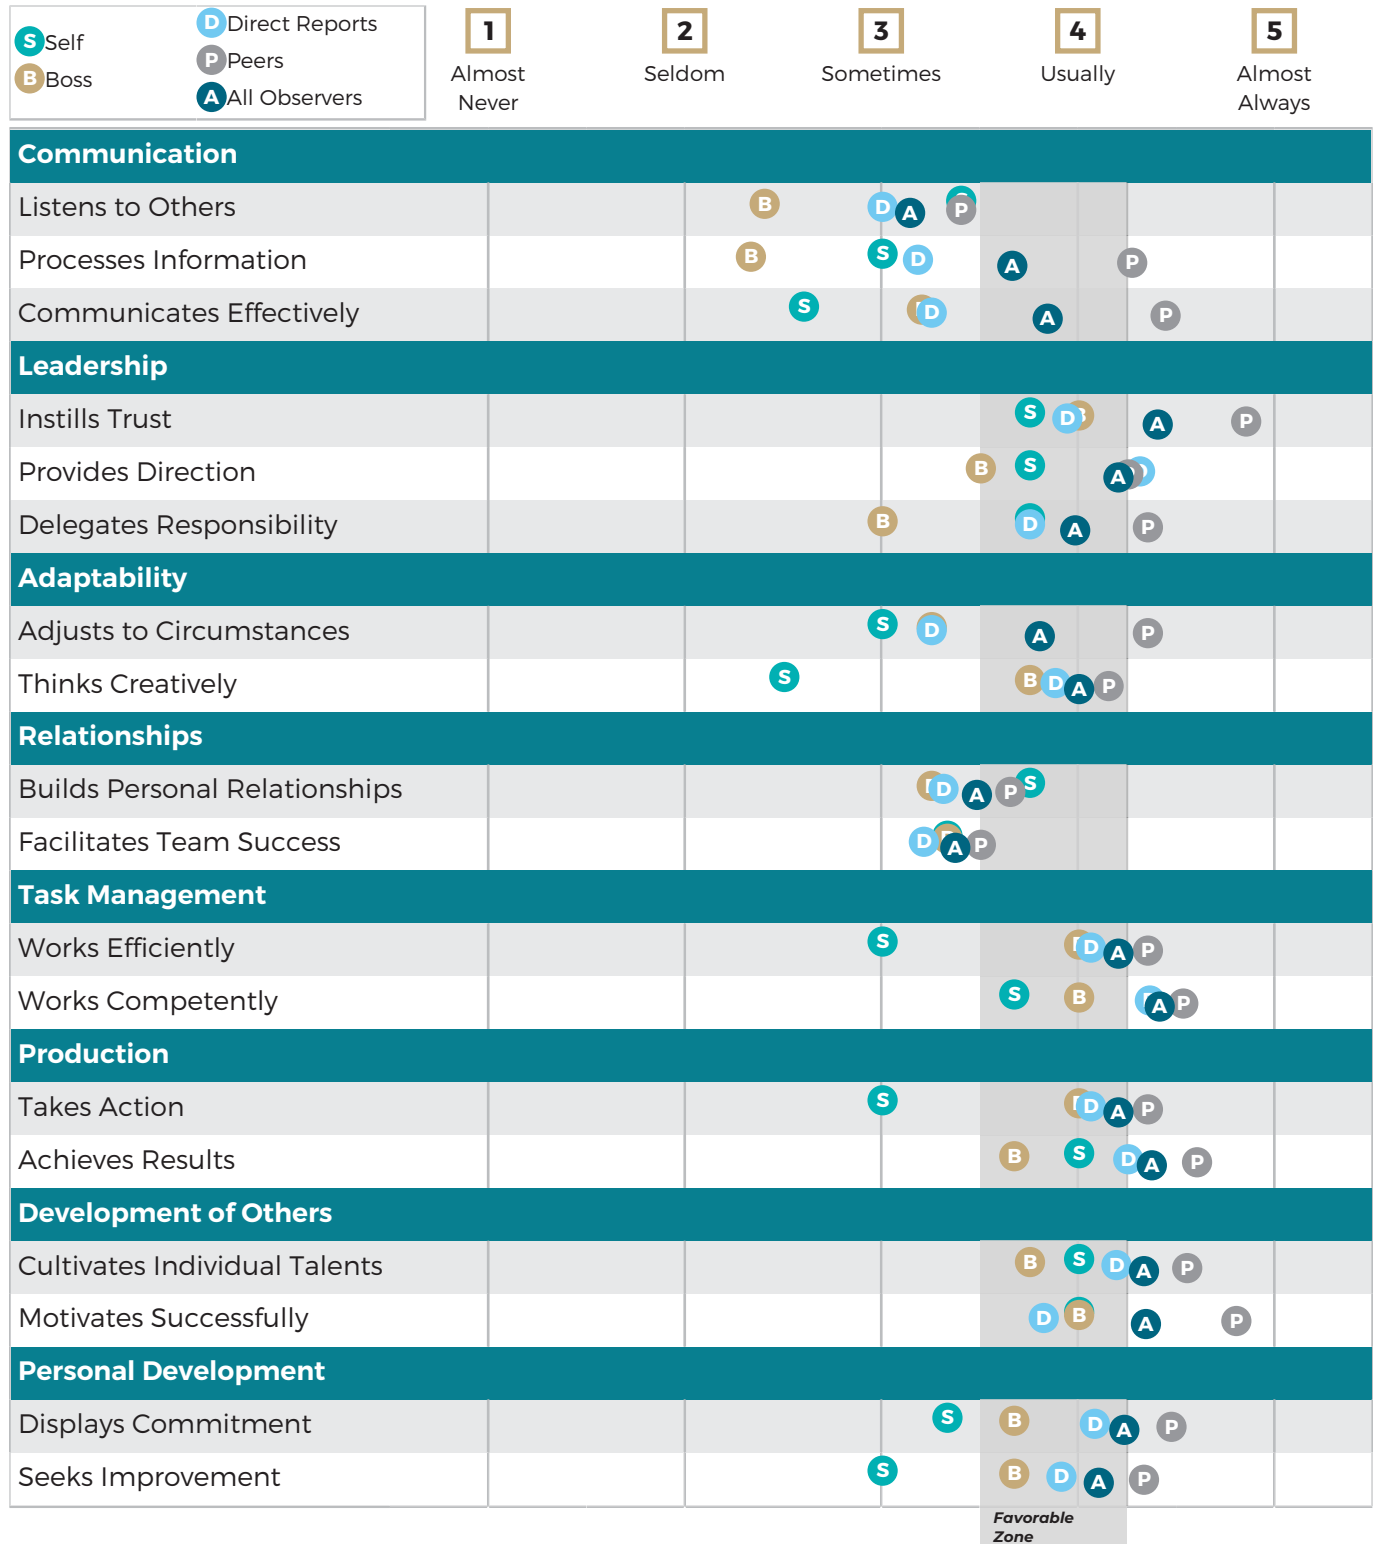 S Self
B Boss
D Direct Reports
P Peers
A All Observers
1 2 3 4 5
Almost Never Seldom Sometimes Usually Almost Always
Communication
Listens to Others B D A S P
Processes Information B S D A P
Communicates Effectively S B D A P
Leadership
Instills Trust S D B A P
Provides Direction B S A P D
Delegates Responsibility B D A P
Adaptability
Adjusts to Circumstances S D A P
Thinks Creatively S B D A P
Relationships
Builds Personal Relationships B D A P S
Facilitates Team Success D B A P
Task Management
Works Efficiently S B D A P
Works Competently S B D A P
Production
Takes Action S B D A P
Achieves Results B S D A P
Development of Others
Cultivates Individual Talents B S D A P
Motivates Successfully D B A P
Personal Development
Displays Commitment S B D A P
Seeks Improvement S B D A P
Favorable
Zone